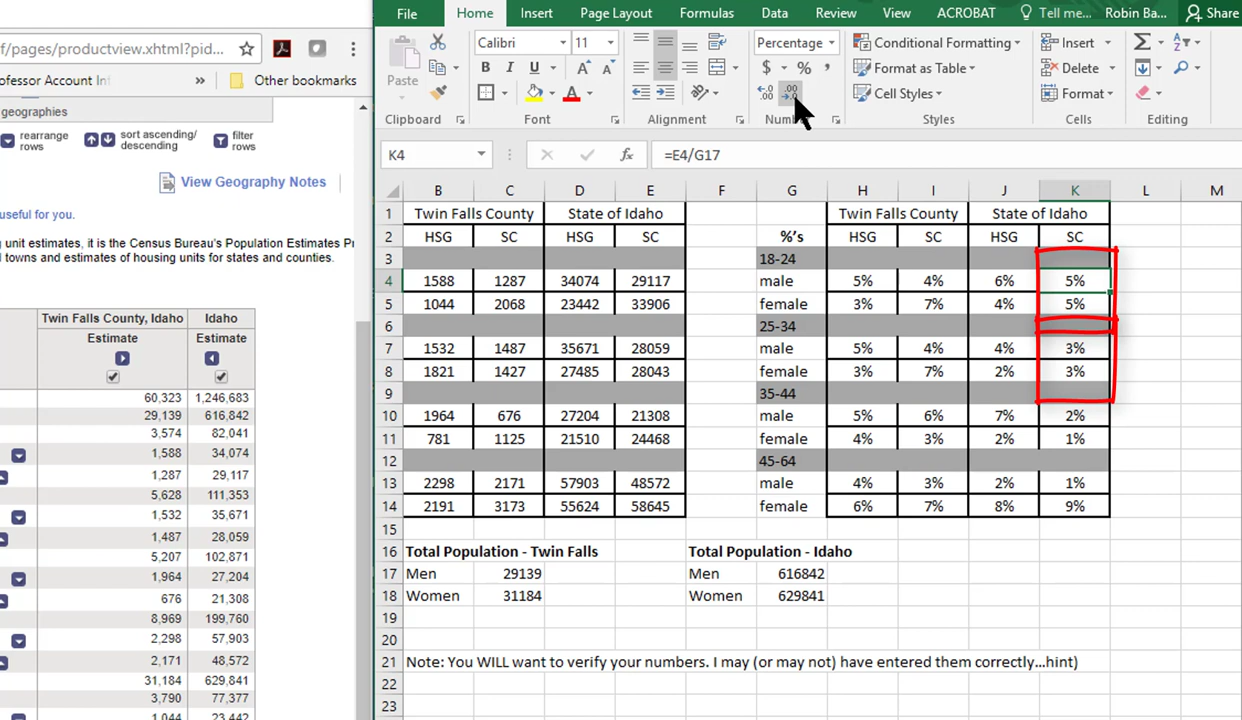 File Home Insert Page Layout Formulas Data Review View ACROBAT Tell me... Robin Ba... Share
f/pages/productview.xhtml?pid...
ofessor Account Inf » Other bookmarks
geographies
rearrange rows sort ascending/ descending filter rows
View Geography Notes
useful for you.
unit estimates, it is the Census Bureau's Population Estimates Pr
d towns and estimates of housing units for states and counties.
Twin Falls County, Idaho Idaho
Estimate Estimate
60,323 1,246,683
29,139 616,842
3,574 82,041
1,588 34,074
1,287 29,117
5,628 111,353
1,532 35,671
1,487 28,059
5,207 102,871
1,964 27,204
676 21,308
8,969 199,760
2,298 57,903
2,171 48,572
31,184 629,841
3,790 77,377
1,044 23,442
Paste Calibri 11 Percentage Conditional Formatting Insert
B I U A A $ % , Format as Table Delete
A .00 .00 Cell Styles Format
Clipboard Font Alignment Number Styles Cells Editing
K4 fx =E4/G17
B C D E F G H I J K L M
1 Twin Falls County State of Idaho Twin Falls County State of Idaho
2 HSG SC HSG SC %'s HSG SC HSG SC
3 18-24
4 1588 1287 34074 29117 male 5% 4% 6% 5%
5 1044 2068 23442 33906 female 3% 7% 4% 5%
6 25-34
7 1532 1487 35671 28059 male 5% 4% 4% 3%
8 1821 1427 27485 28043 female 3% 7% 2% 3%
9 35-44
10 1964 676 27204 21308 male 5% 6% 7% 2%
11 781 1125 21510 24468 female 4% 3% 2% 1%
12 45-64
13 2298 2171 57903 48572 male 4% 3% 2% 1%
14 2191 3173 55624 58645 female 6% 7% 8% 9%
15
16 Total Population - Twin Falls Total Population - Idaho
17 Men 29139 Men 616842
18 Women 31184 Women 629841
19
20
21 Note: You WILL want to verify your numbers. I may (or may not) have entered them correctly...hint)
22
23